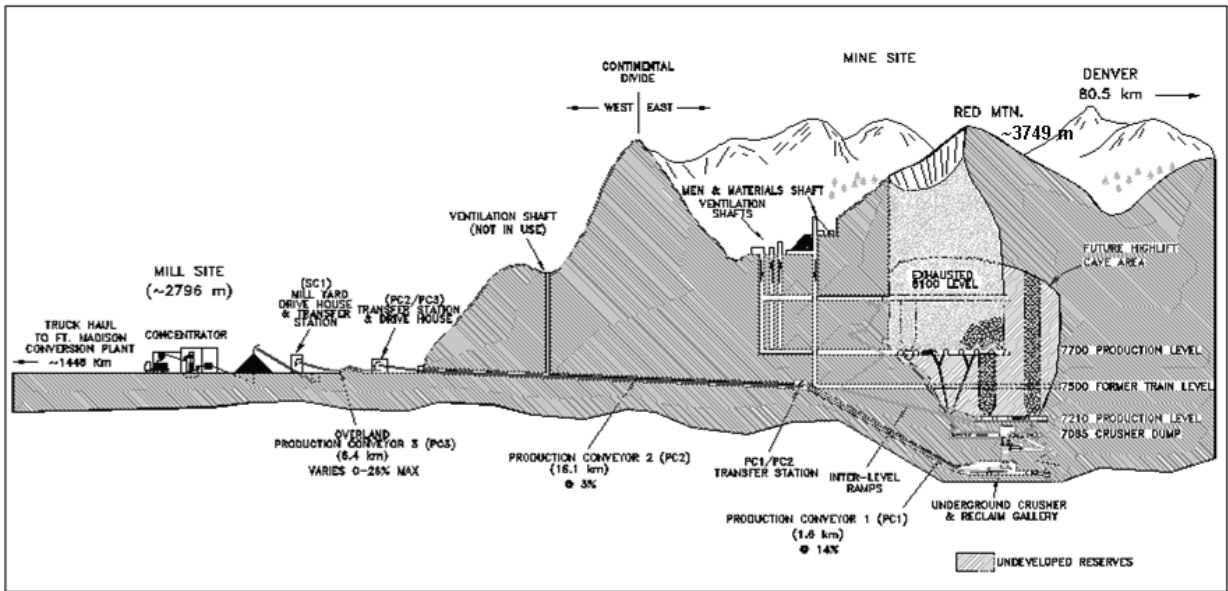 MINE SITE
CONTINENTAL
DIVIDE
WEST EAST
DENVER
80.5 km
RED MTN.
~3749 m
MEN & MATERIALS SHAFT
VENTILATION
SHAFTS
VENTILATION SHAFT
(NOT IN USE)
FUTURE HIGHLIFT
CAVE AREA
MILL SITE
(~2796 m)
(SC1)
MILL YARD
DRIVE HOUSE
& TRANSFER
STATION
(PC2/PC3)
TRANSFER STATION
& DRIVE HOUSE
EXHAUSTED
8100 LEVEL
TRUCK HAUL
TO FT. MADISON
CONVERSION PLANT
~1448 Km
CONCENTRATOR
7700 PRODUCTION LEVEL
7500 FORMER TRAIN LEVEL
7210 PRODUCTION LEVEL
7065 CRUSHER DUMP
OVERLAND
PRODUCTION CONVEYOR 3 (PC3)
(6.4 km)
VARIES 0-26% MAX
PRODUCTION CONVEYOR 2 (PC2)
(16.1 km)
@ 3%
PC1/PC2
TRANSFER STATION
INTER-LEVEL
RAMPS
PRODUCTION CONVEYOR 1 (PC1)
(1.6 km)
@ 14%
UNDERGROUND CRUSHER
& RECLAIM GALLERY
UNDEVELOPED RESERVES